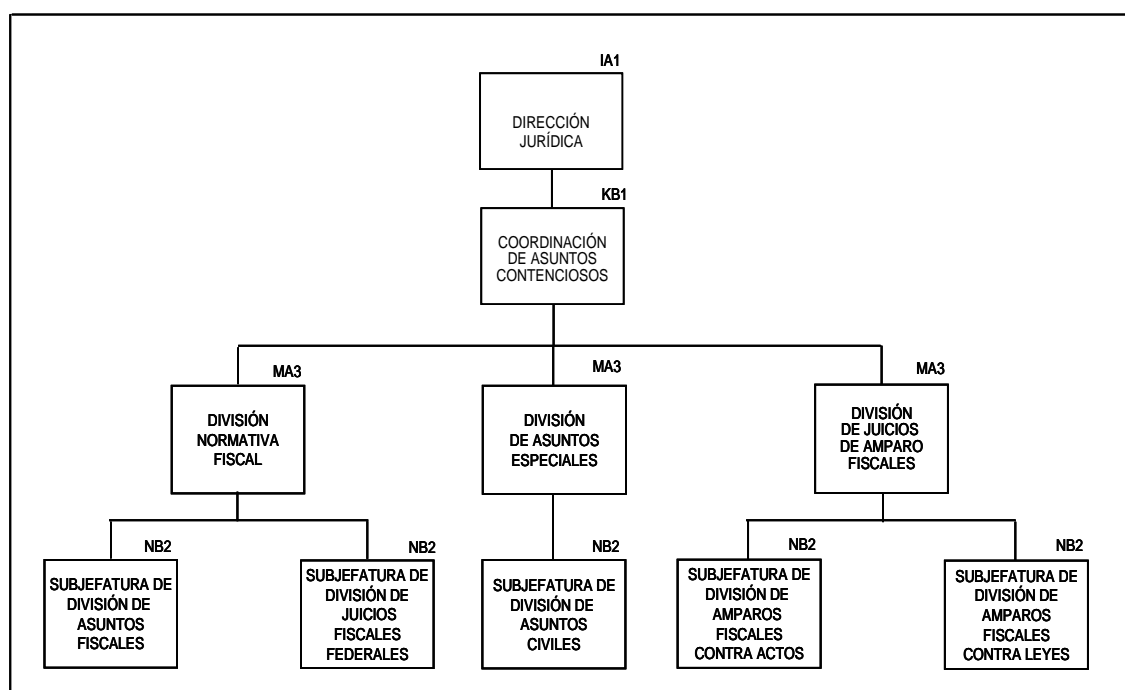 IA1
DIRECCIÓN
JURÍDICA
KB1
COORDINACIÓN
DE ASUNTOS
CONTENCIOSOS
MA3
DIVISIÓN
NORMATIVA
FISCAL
MA3
DIVISIÓN
DE ASUNTOS
ESPECIALES
MA3
DIVISIÓN
DE JUICIOS
DE AMPARO
FISCALES
NB2
SUBJEFATURA DE
DIVISIÓN DE
ASUNTOS
FISCALES
NB2
SUBJEFATURA DE
DIVISIÓN DE
JUICIOS
FISCALES
FEDERALES
NB2
SUBJEFATURA DE
DIVISIÓN DE
ASUNTOS
CIVILES
NB2
SUBJEFATURA DE
DIVISIÓN DE
AMPAROS
FISCALES
CONTRA ACTOS
NB2
SUBJEFATURA DE
DIVISIÓN DE
AMPAROS
FISCALES
CONTRA LEYES